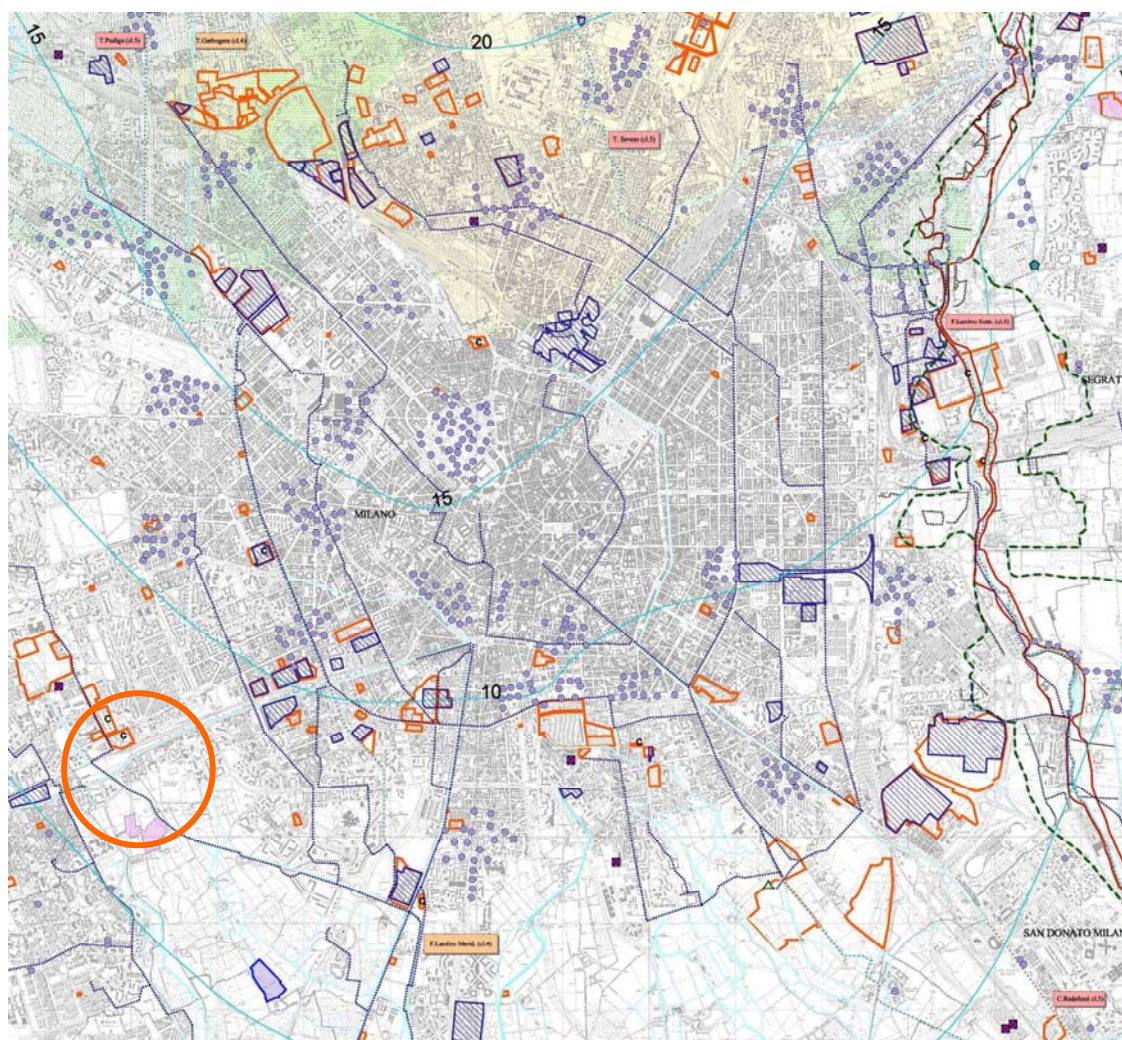 15
T.Pudiga (cl.5)
T.Garbogera (cl.4)
20
15
T. Seveso (cl.5)
F.Lambro Sett. (cl.5)
c
c
SEGRAT
c
c
15
MILANO
c
10
c
c
c
c
F.Lambro Merid. (cl.4)
SAN DONATO MILAN
C.Redefossi cl.5)